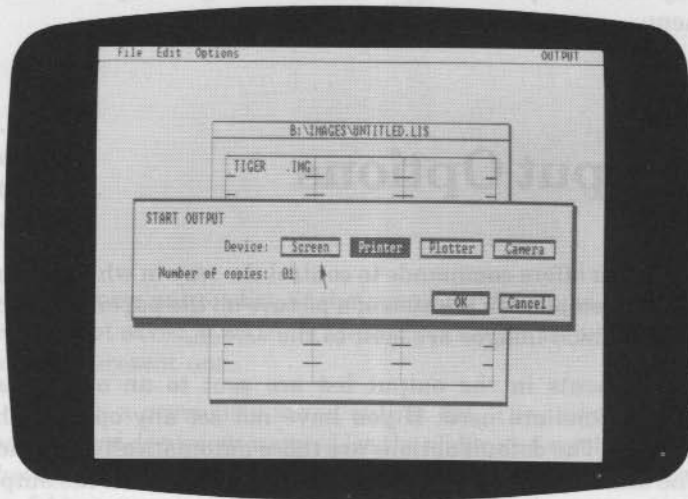 File Edit Options OUTPUT
B:\IMAGES\UNTITLED.LIS
TIGER .IMG
START OUTPUT
Device: Screen Printer Plotter Camera
Number of copies: 01
OK Cancel